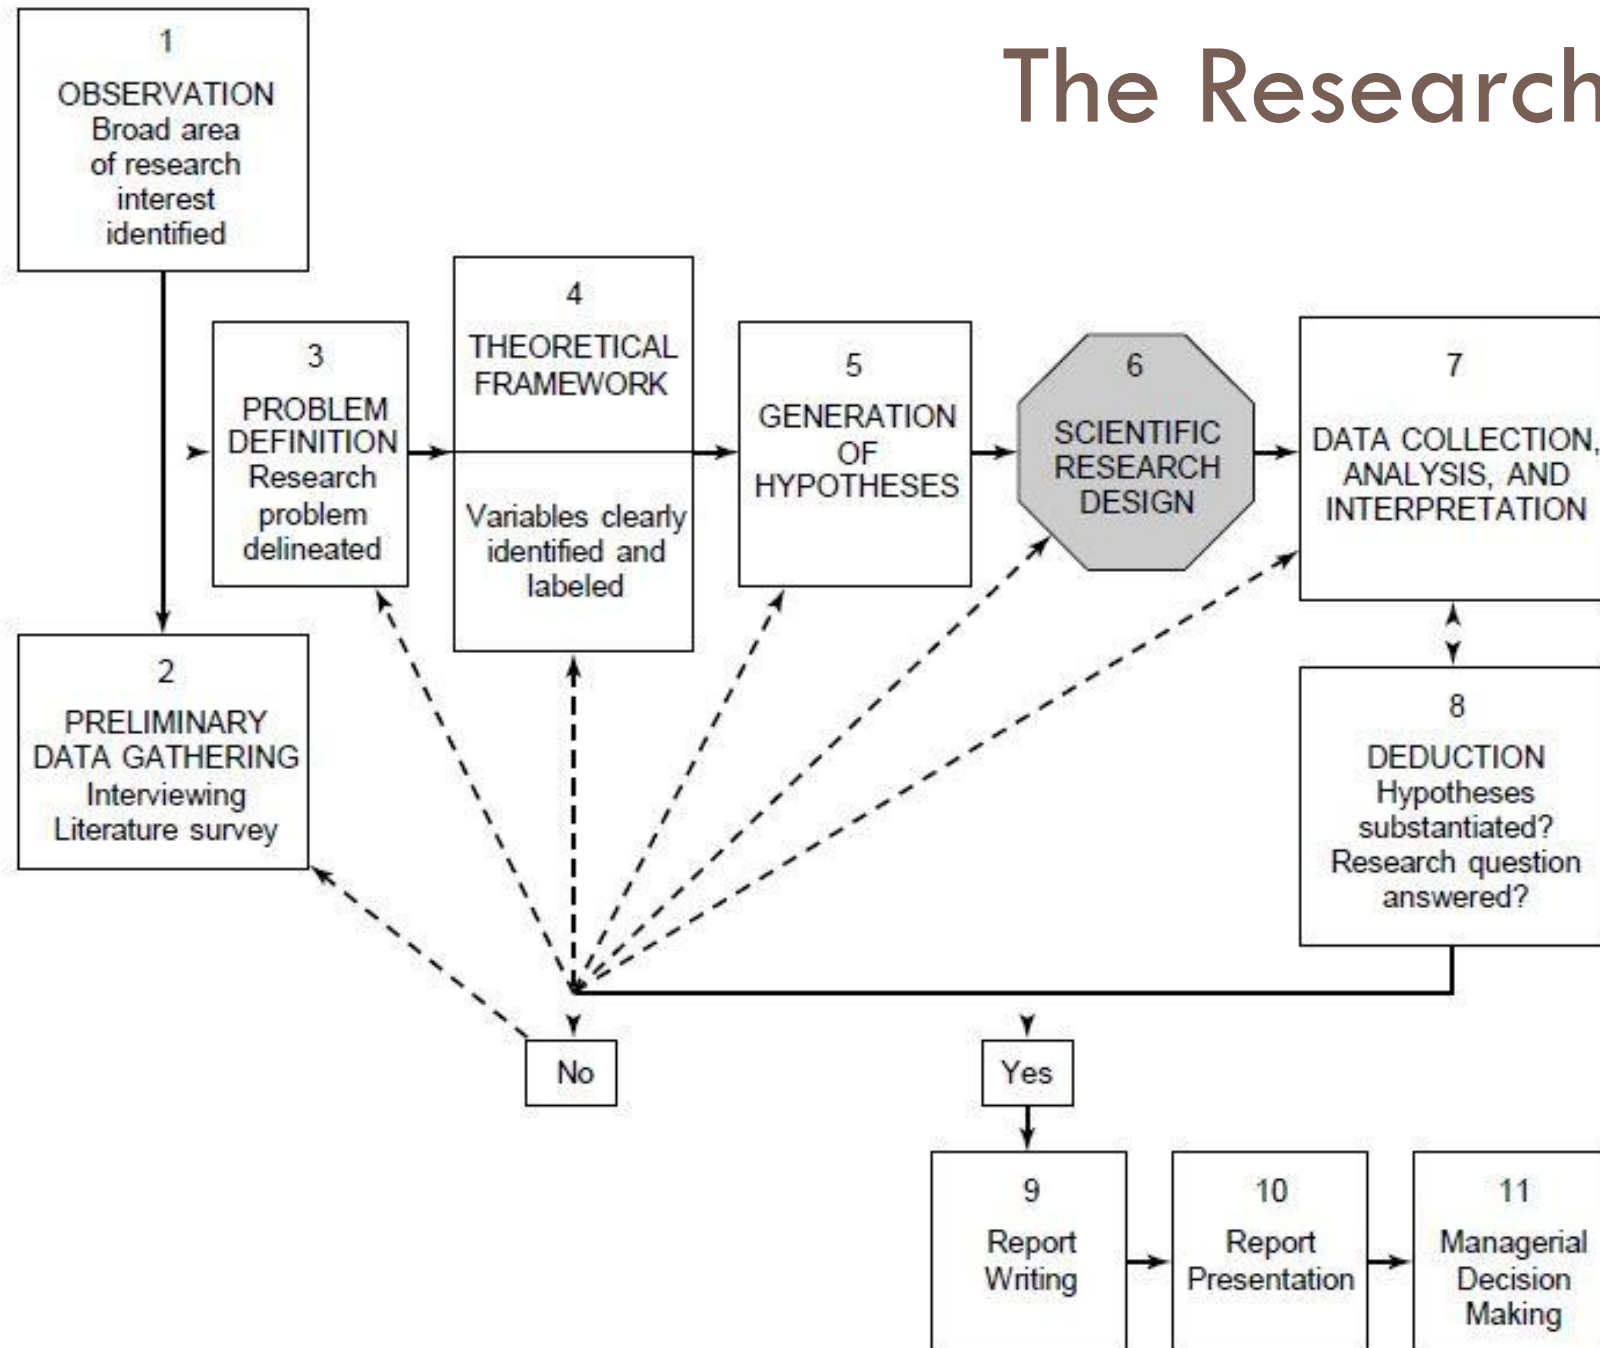 The Research
1
OBSERVATION
Broad area
of research
interest
identified
2
PRELIMINARY
DATA GATHERING
Interviewing
Literature survey
3
PROBLEM
DEFINITION
Research
problem
delineated
4
THEORETICAL
FRAMEWORK
Variables clearly
identified and
labeled
5
GENERATION
OF
HYPOTHESES
6
SCIENTIFIC
RESEARCH
DESIGN
7
DATA COLLECTION,
ANALYSIS, AND
INTERPRETATION
8
DEDUCTION
Hypotheses
substantiated?
Research question
answered?
No
Yes
9
Report
Writing
10
Report
Presentation
11
Managerial
Decision
Making